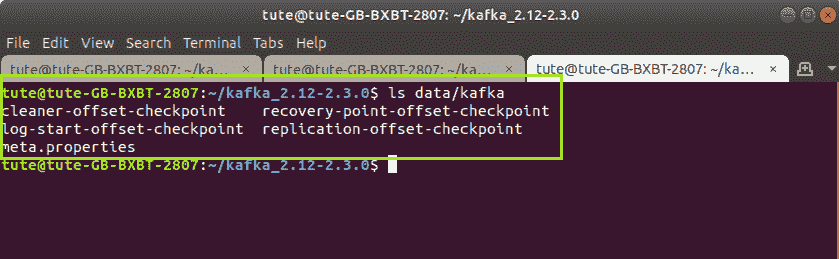 tute@tute-GB-BXBT-2807: ~/kafka_2.12-2.3.0
File Edit View Search Terminal Tabs Help
tute@tute-GB-BXBT-2807: ~/ka… × tute@tute-GB-BXBT-2807: ~/ka… × tute@tute-GB-BXBT-2807: ~/ka… ×
tute@tute-GB-BXBT-2807:~/kafka_2.12-2.3.0$ ls data/kafka
cleaner-offset-checkpoint    recovery-point-offset-checkpoint
log-start-offset-checkpoint  replication-offset-checkpoint
meta.properties
tute@tute-GB-BXBT-2807:~/kafka_2.12-2.3.0$